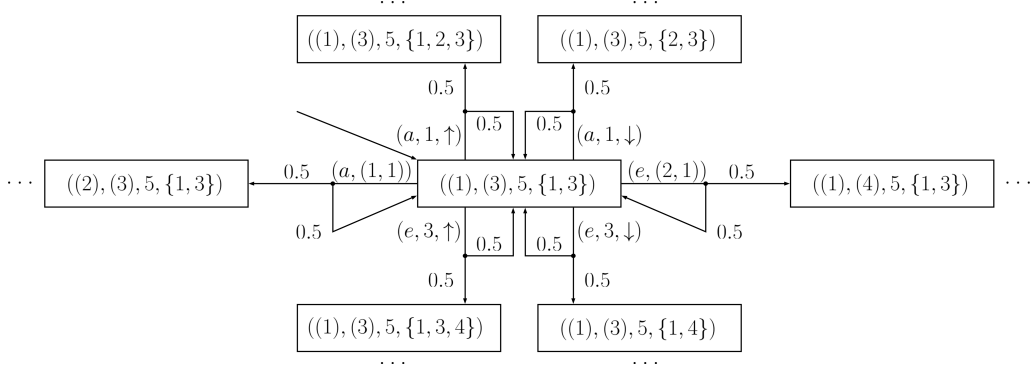 · · · · · ·
((1), (3), 5, {1, 2, 3}) ((1), (3), 5, {2, 3})
0.5 0.5
0.5 0.5
(a, 1, ↑) (a, 1, ↓)
0.5 (a, (1, 1)) (e, (2, 1)) 0.5
· · · ((2), (3), 5, {1, 3}) ((1), (3), 5, {1, 3}) ((1), (4), 5, {1, 3}) · · ·
0.5 (e, 3, ↑) (e, 3, ↓) 0.5
0.5 0.5
0.5 0.5
((1), (3), 5, {1, 3, 4}) ((1), (3), 5, {1, 4})
· · · · · ·